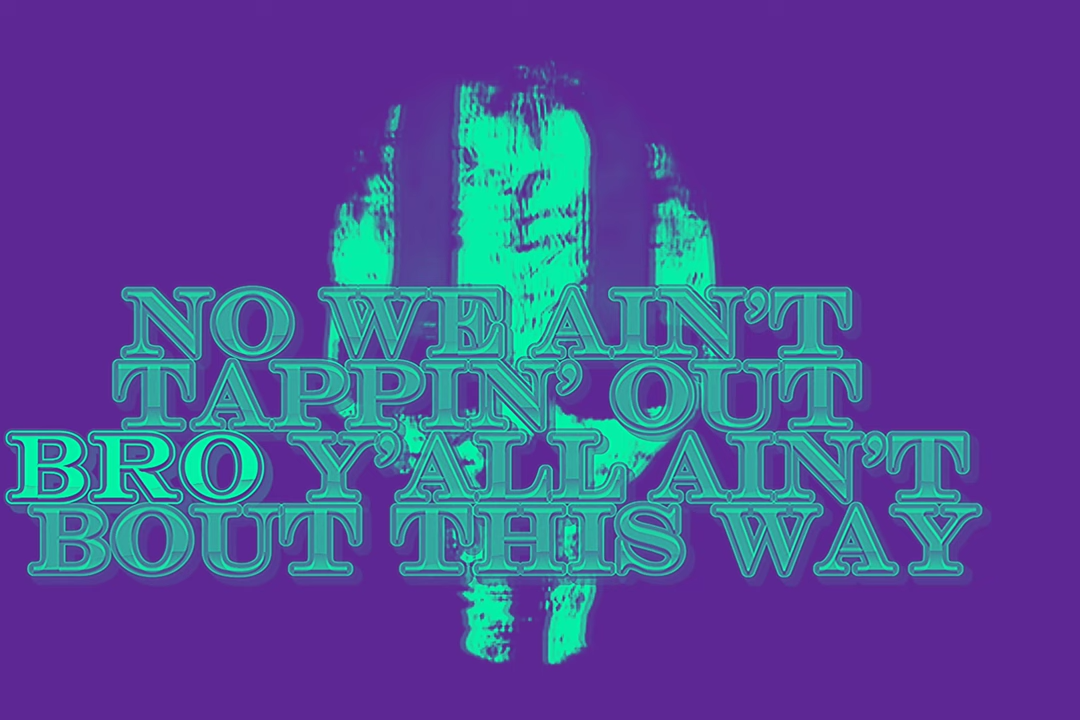 NO WE AIN'T
TAPPIN' OUT
BRO Y'ALL AIN'T
BOUT THIS WAY